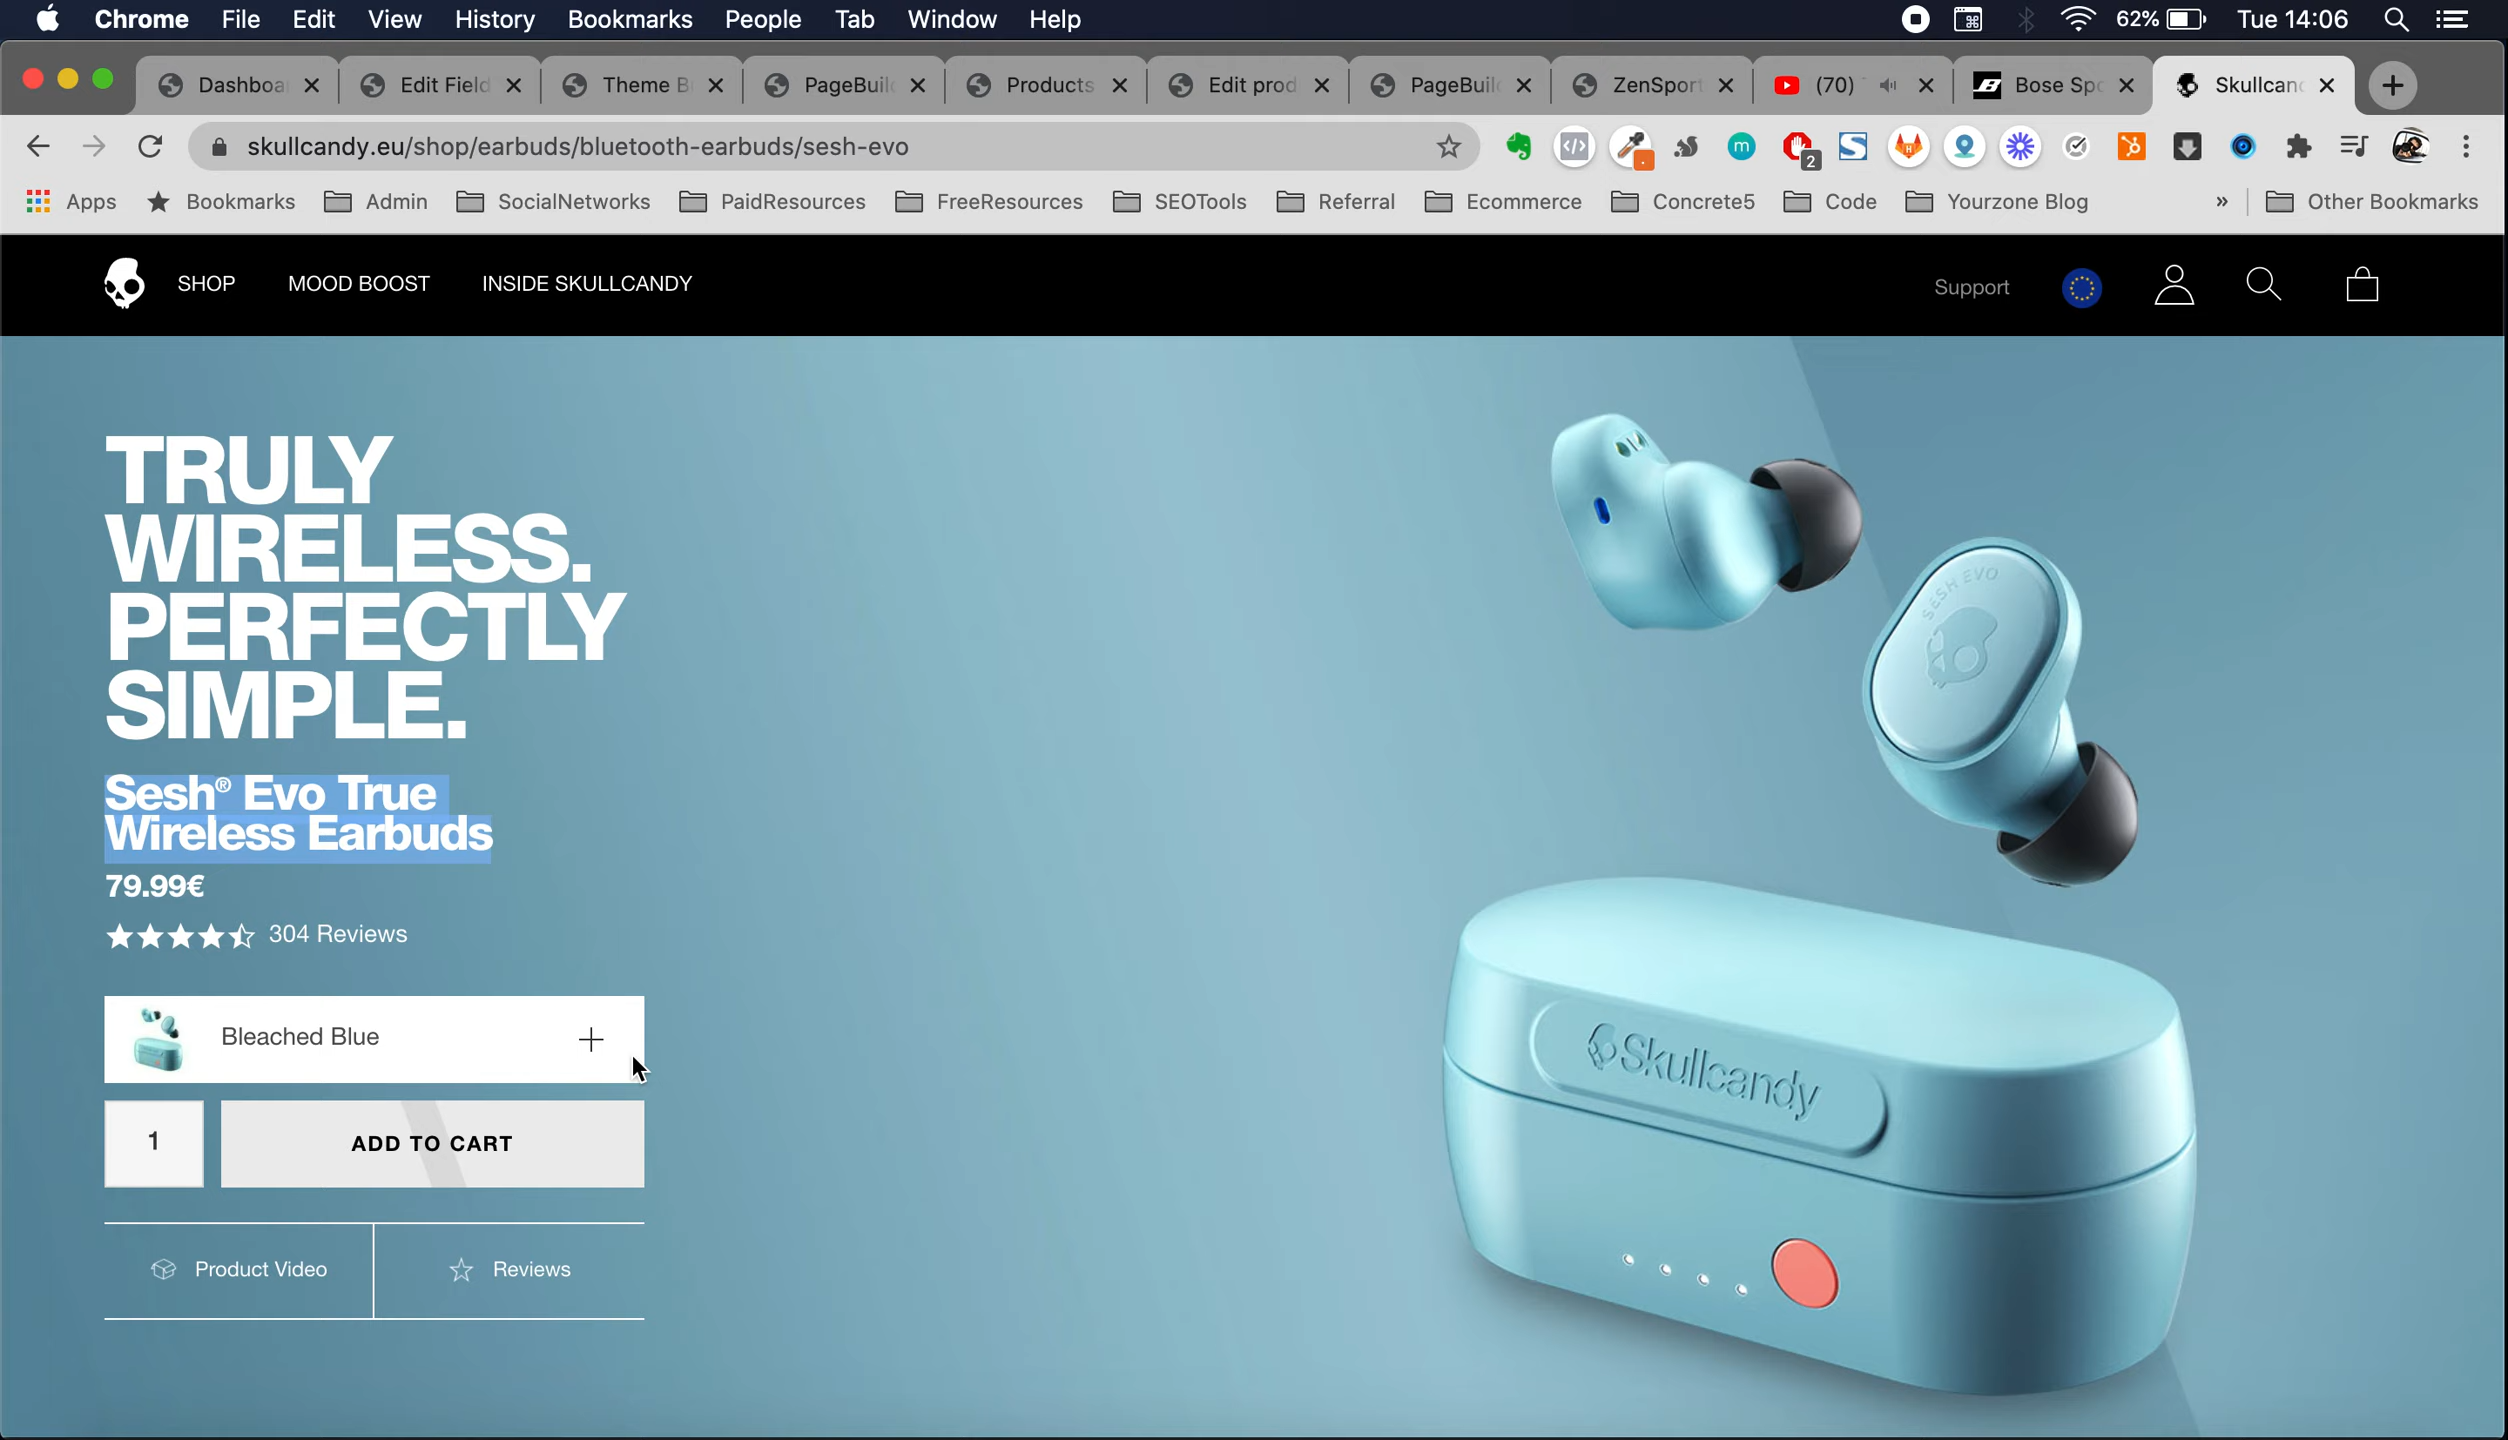 Chrome File Edit View History Bookmarks People Tab Window Help 62% Tue 14:06
Dashboa Edit Field Theme B PageBuil Products Edit prod PageBuil ZenSport (70) Bose Spo Skullcan
skullcandy.eu/shop/earbuds/bluetooth-earbuds/sesh-evo m 2
Apps Bookmarks Admin SocialNetworks PaidResources FreeResources SEOTools Referral Ecommerce Concrete5 Code Yourzone Blog » Other Bookmarks
SHOP MOOD BOOST INSIDE SKULLCANDY Support
TRULY
WIRELESS.
PERFECTLY
SIMPLE.
Sesh® Evo True
Wireless Earbuds
79.99€
304 Reviews
Bleached Blue
1 ADD TO CART
Product Video Reviews
SESH EVO
Skullcandy